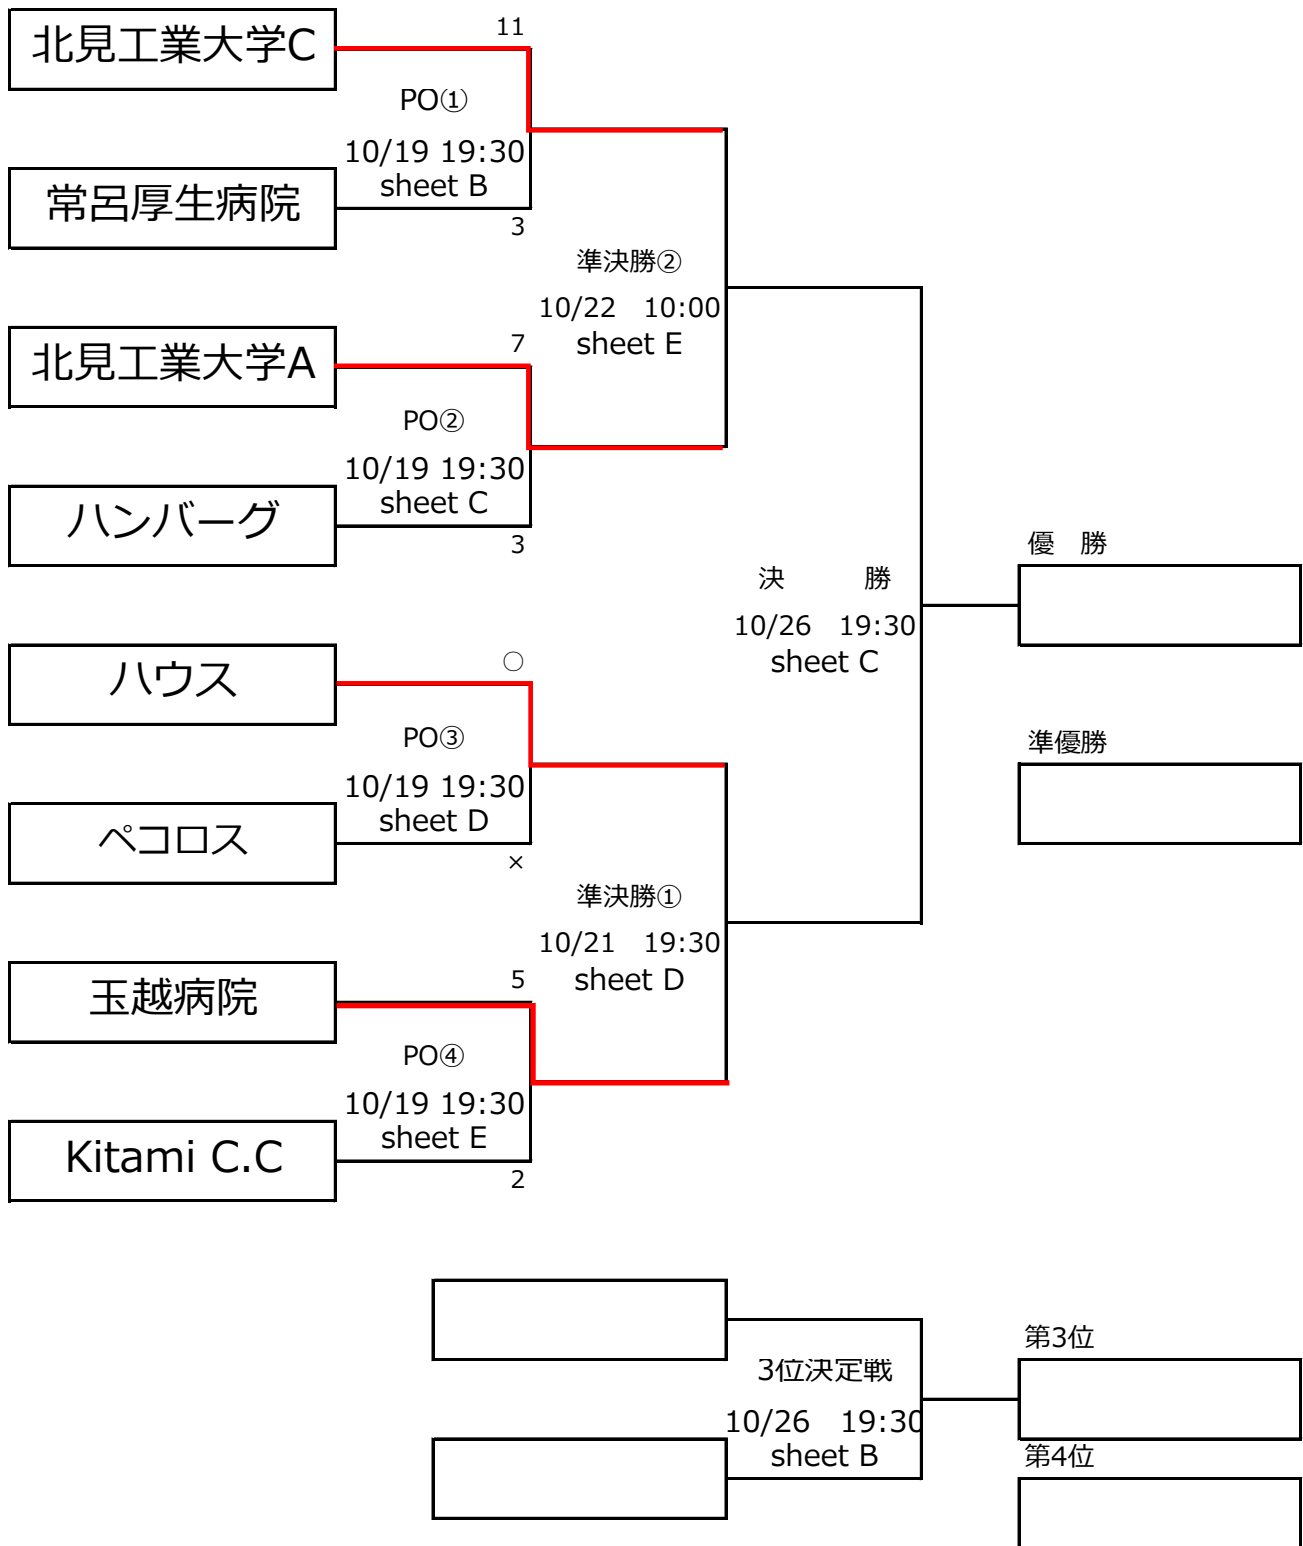 北見工業大学C
11
PO①
10/19 19:30
sheet B
常呂厚生病院
3
準決勝②
10/22 10:00
sheet E
北見工業大学A
7
PO②
10/19 19:30
sheet C
ハンバーグ
3
決 勝
10/26 19:30
sheet C
優 勝
準優勝
ハウス
○
PO③
10/19 19:30
sheet D
ペコロス
×
準決勝①
10/21 19:30
sheet D
玉越病院
5
PO④
10/19 19:30
sheet E
Kitami C.C
2
3位決定戦
10/26 19:30
sheet B
第3位
第4位